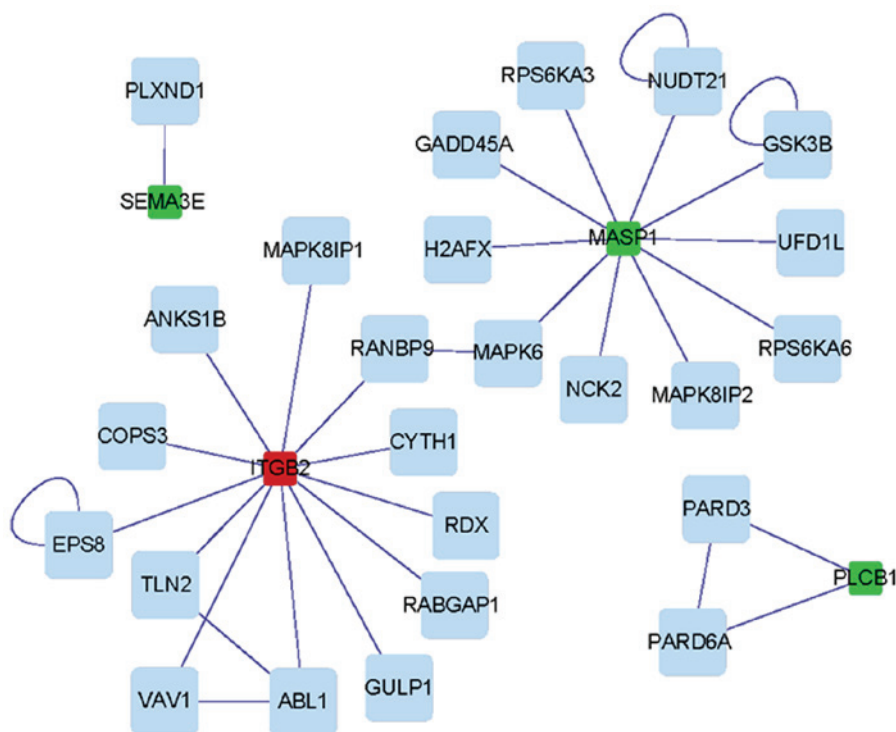 PLXND1
SEMA3E
RPS6KA3
NUDT21
GADD45A
GSK3B
H2AFX
MASP1
UFD1L
MAPK6
NCK2
MAPK8IP2
RPS6KA6
MAPK8IP1
ANKS1B
RANBP9
COPS3
ITGB2
CYTH1
EPS8
RDX
TLN2
RABGAP1
VAV1
ABL1
GULP1
PARD3
PLCB1
PARD6A